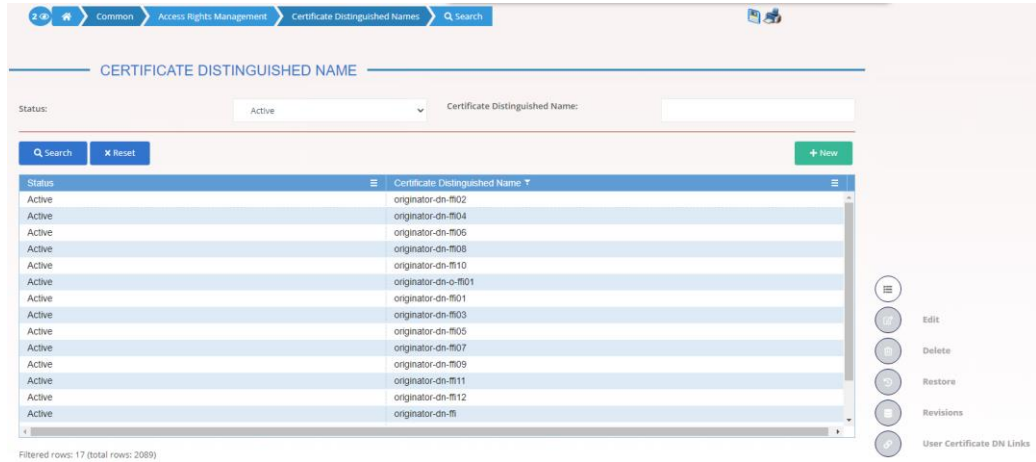 2 Common Access Rights Management Certificate Distinguished Names Search
CERTIFICATE DISTINGUISHED NAME
Status: Active Certificate Distinguished Name:
Search × Reset + New
Status Certificate Distinguished Name
Active originator-dn-ffi02
Active originator-dn-ffi04
Active originator-dn-ffi06
Active originator-dn-ffi08
Active originator-dn-ffi10
Active originator-dn-o-ffi01
Active originator-dn-ffi01
Active originator-dn-ffi03
Active originator-dn-ffi05
Active originator-dn-ffi07
Active originator-dn-ffi09
Active originator-dn-ffi11
Active originator-dn-ffi12
Active originator-dn-ffi
Edit
Delete
Restore
Revisions
User Certificate DN Links
Filtered rows: 17 (total rows: 2089)